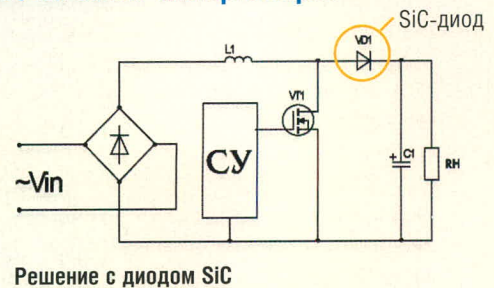 SiC-диод
L1
VD1
VT1
СУ
~Vin
+
C1
RH
Решение с диодом SiC